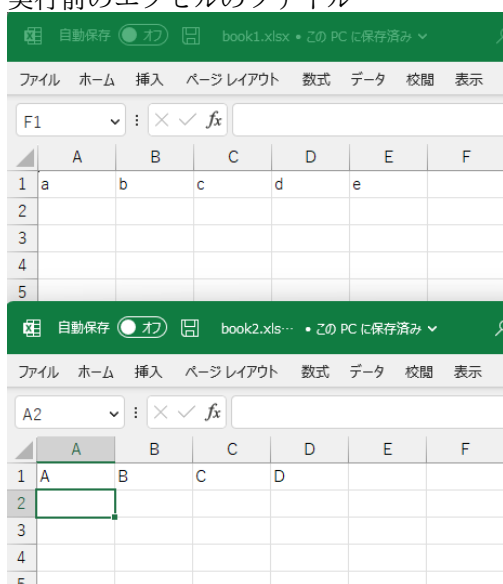 実行前のエクセルのファイル
自動保存 オフ book1.xlsx • この PC に保存済み
ファイル ホーム 挿入 ページ レイアウト 数式 データ 校閲 表示
F1 fx
A B C D E F
1 a b c d e
2
3
4
5
自動保存 オフ book2.xls… • この PC に保存済み
ファイル ホーム 挿入 ページ レイアウト 数式 データ 校閲 表示
A2 fx
A B C D E F
1 A B C D
2
3
4
5